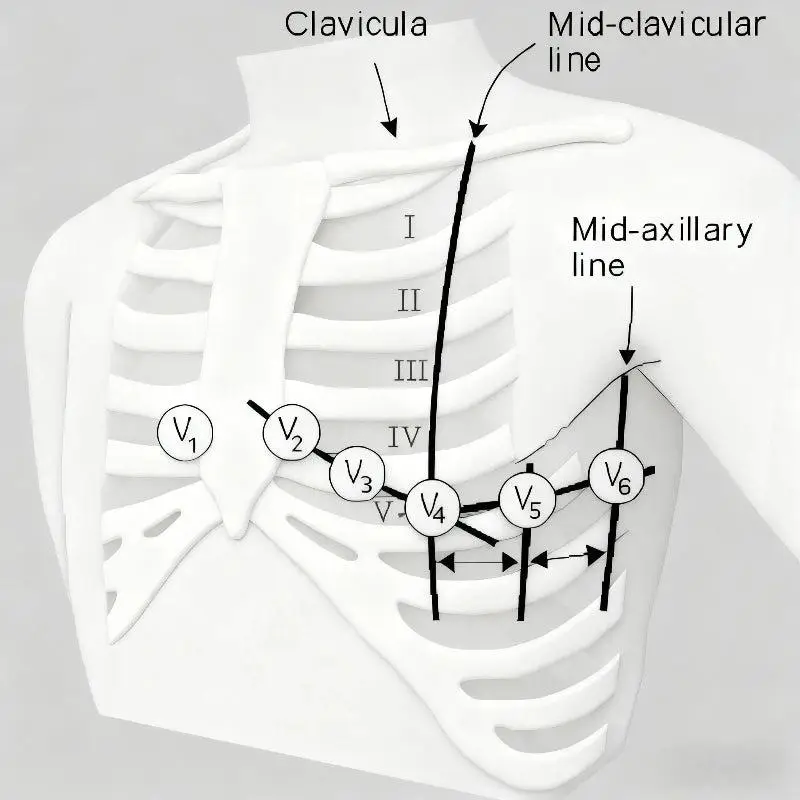 Clavicula
Mid-clavicular
line
I
Mid-axillary
line
II
III
IV
V1
V2
V3
V
V4
V5
V6